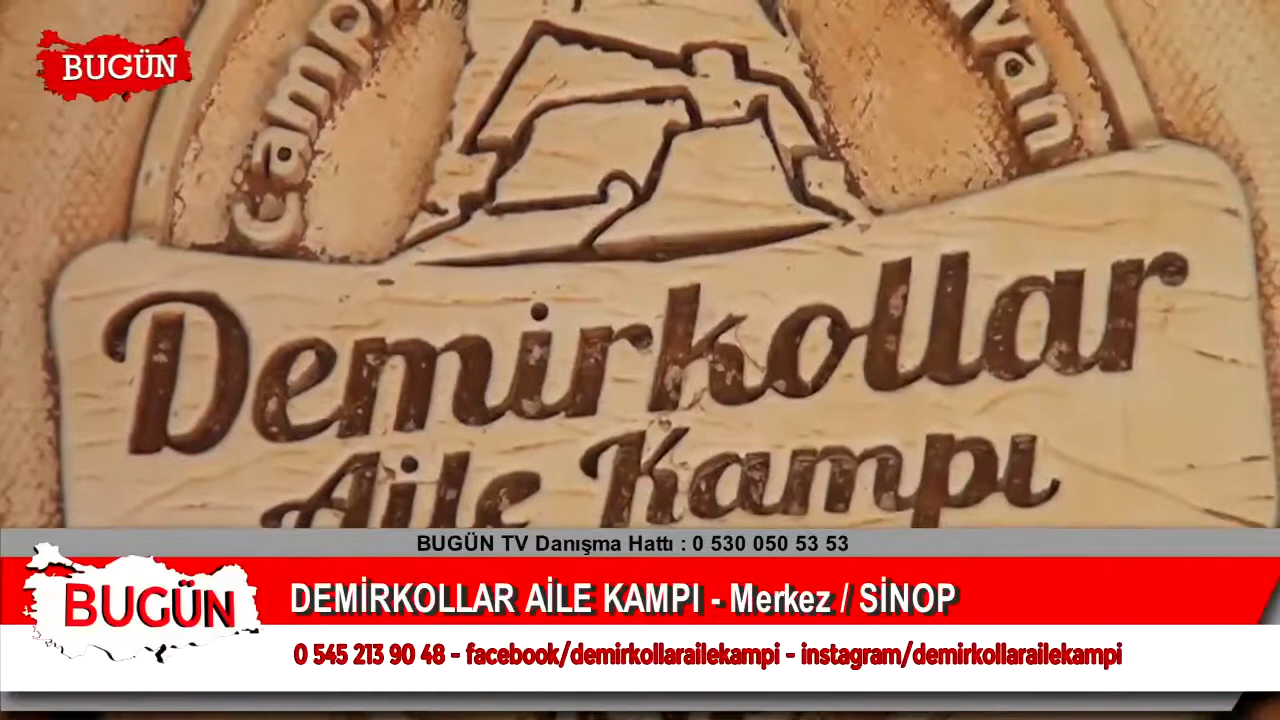 BUGÜN
Demirkollar
Aile Kampı
BUGÜN TV Danışma Hattı : 0 530 050 53 53
BUGÜN
DEMİRKOLLAR AİLE KAMPI - Merkez / SİNOP
0 545 213 90 48 - facebook/demirkollarailekampi - instagram/demirkollarailekampi